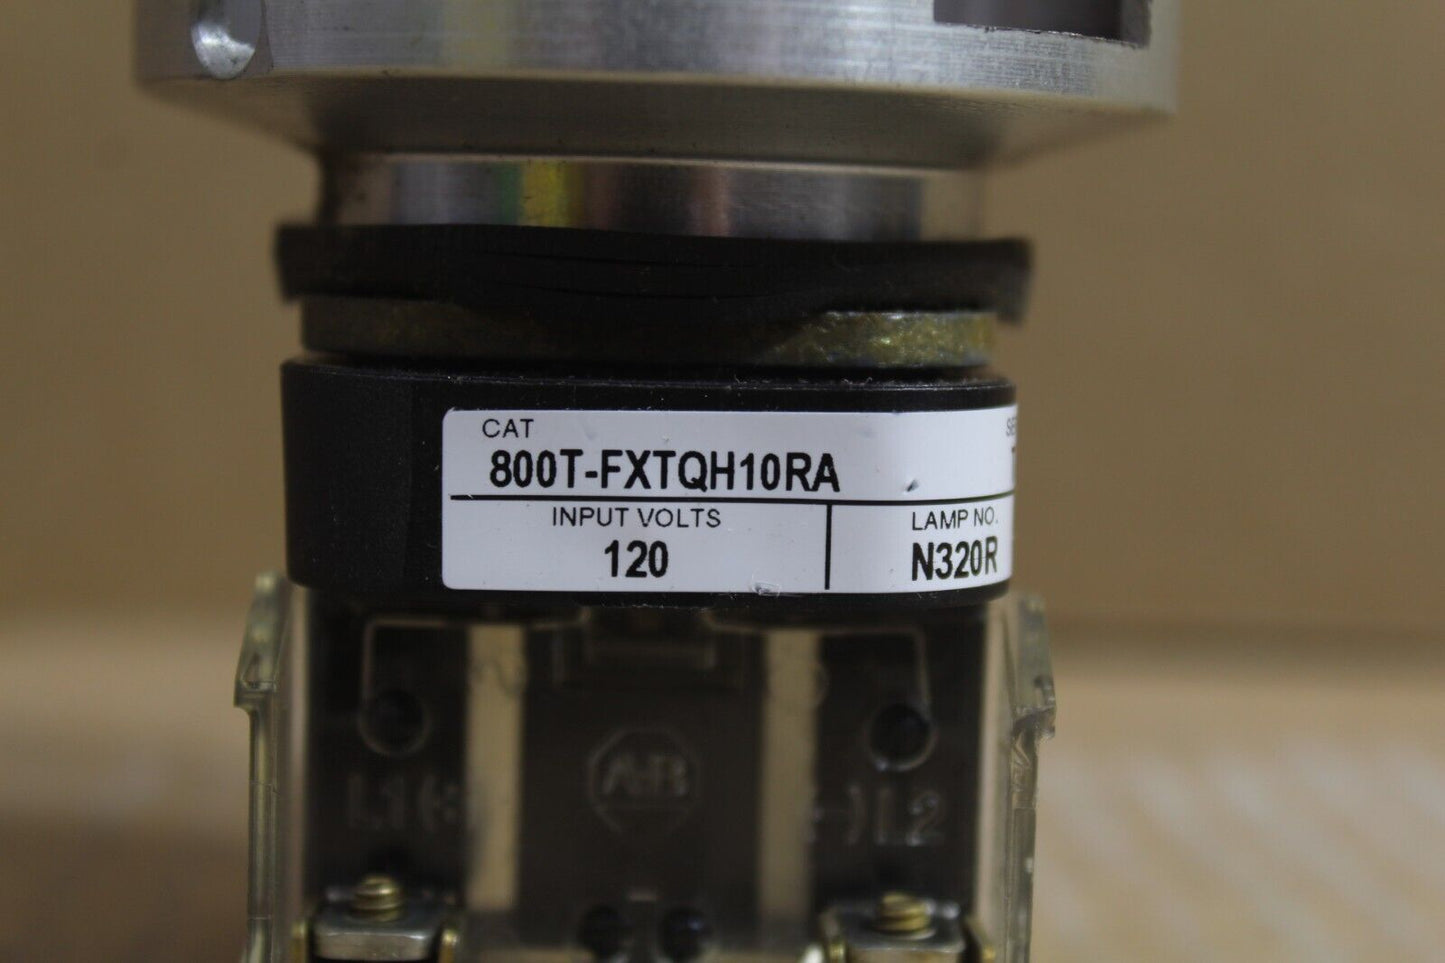 CAT
800T-FXTQH10RA
INPUT VOLTS
120
LAMP NO.
N320R
AB
L1(
)L2